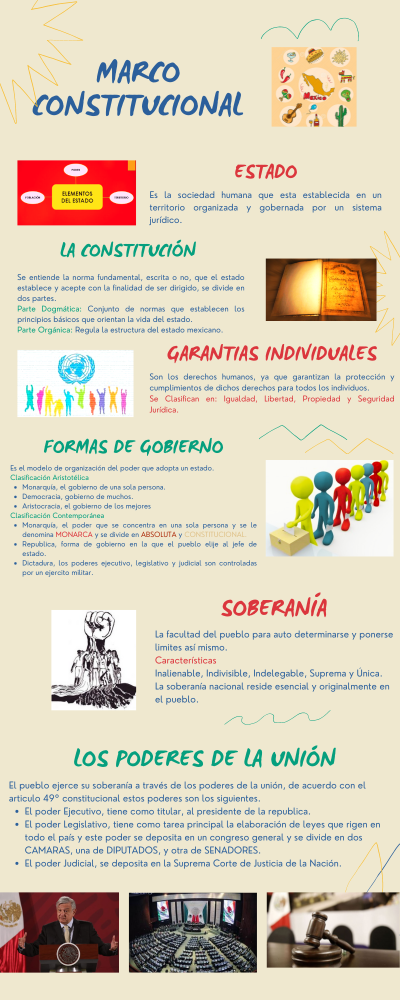 MARCO
CONSTITUCIONAL
Mexico
PODER
POBLACIÓN
ELEMENTOS
DEL ESTADO
TERRITORIO
ESTADO
Es la sociedad humana que esta establecida en un
territorio organizada y gobernada por un sistema
jurídico.
LA CONSTITUCIÓN
Se entiende la norma fundamental, escrita o no, que el estado
establece y acepte con la finalidad de ser dirigido, se divide en
dos partes.
Parte Dogmática: Conjunto de normas que establecen los
principios básicos que orientan la vida del estado.
Parte Orgánica: Regula la estructura del estado mexicano.
GARANTIAS INDIVIDUALES
Son los derechos humanos, ya que garantizan la protección y
cumplimientos de dichos derechos para todos los individuos.
Se Clasifican en: Igualdad, Libertad, Propiedad y Seguridad
Jurídica.
FORMAS DE GOBIERNO
Es el modelo de organización del poder que adopta un estado.
Clasificación Aristotélica
• Monarquía, el gobierno de una sola persona.
• Democracia, gobierno de muchos.
• Aristocracia, el gobierno de los mejores
Clasificación Contemporánea
• Monarquía, el poder que se concentra en una sola persona y se le
denomina MONARCA y se divide en ABSOLUTA y CONSTITUCIONAL.
• Republica, forma de gobierno en la que el pueblo elije al jefe de
estado.
• Dictadura, los poderes ejecutivo, legislativo y judicial son controladas
por un ejercito militar.
SOBERANÍA
La facultad del pueblo para auto determinarse y ponerse
limites así mismo.
Características
Inalienable, Indivisible, Indelegable, Suprema y Única.
La soberanía nacional reside esencial y originalmente en
el pueblo.
LOS PODERES DE LA UNIÓN
El pueblo ejerce su soberanía a través de los poderes de la unión, de acuerdo con el
articulo 49° constitucional estos poderes son los siguientes.
• El poder Ejecutivo, tiene como titular, al presidente de la republica.
• El poder Legislativo, tiene como tarea principal la elaboración de leyes que rigen en
todo el país y este poder se deposita en un congreso general y se divide en dos
CAMARAS, una de DIPUTADOS, y otra de SENADORES.
• El poder Judicial, se deposita en la Suprema Corte de Justicia de la Nación.